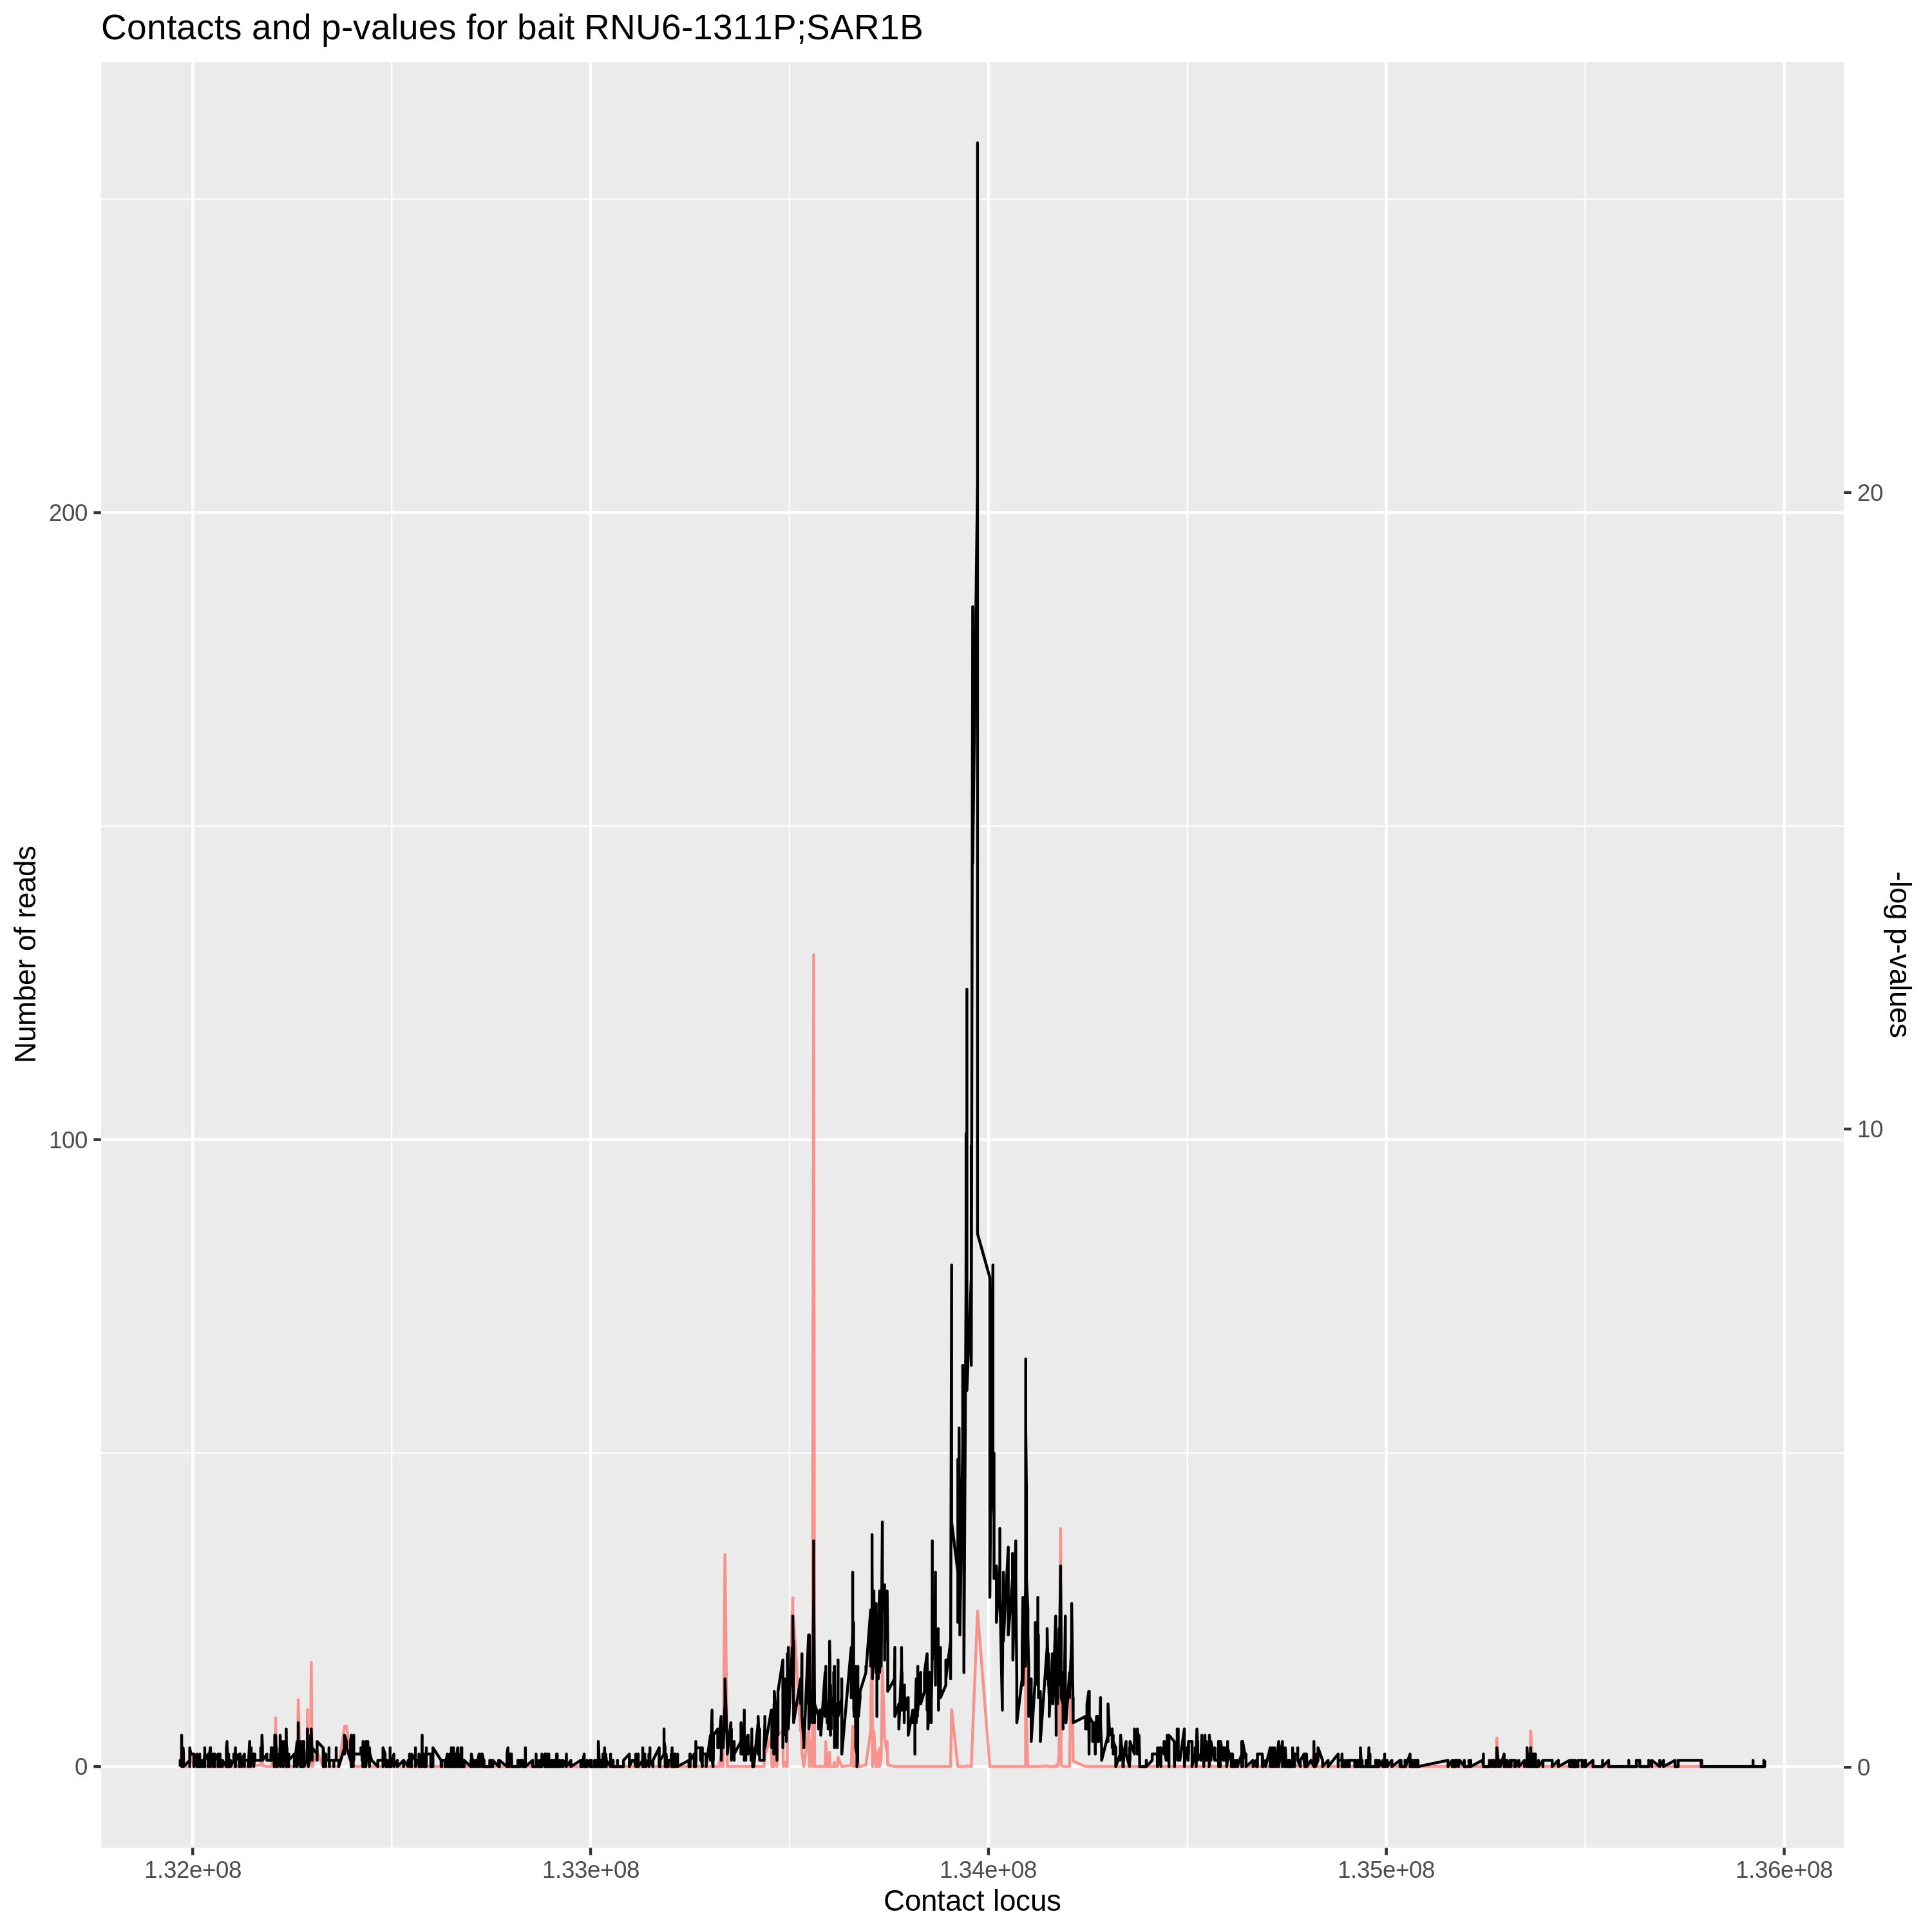 Contacts and p-values for bait RNU6-1311P;SAR1B
Number of reads
200
100
0
20
10
0
-log p-values
1.32e+08
1.33e+08
1.34e+08
1.35e+08
1.36e+08
Contact locus